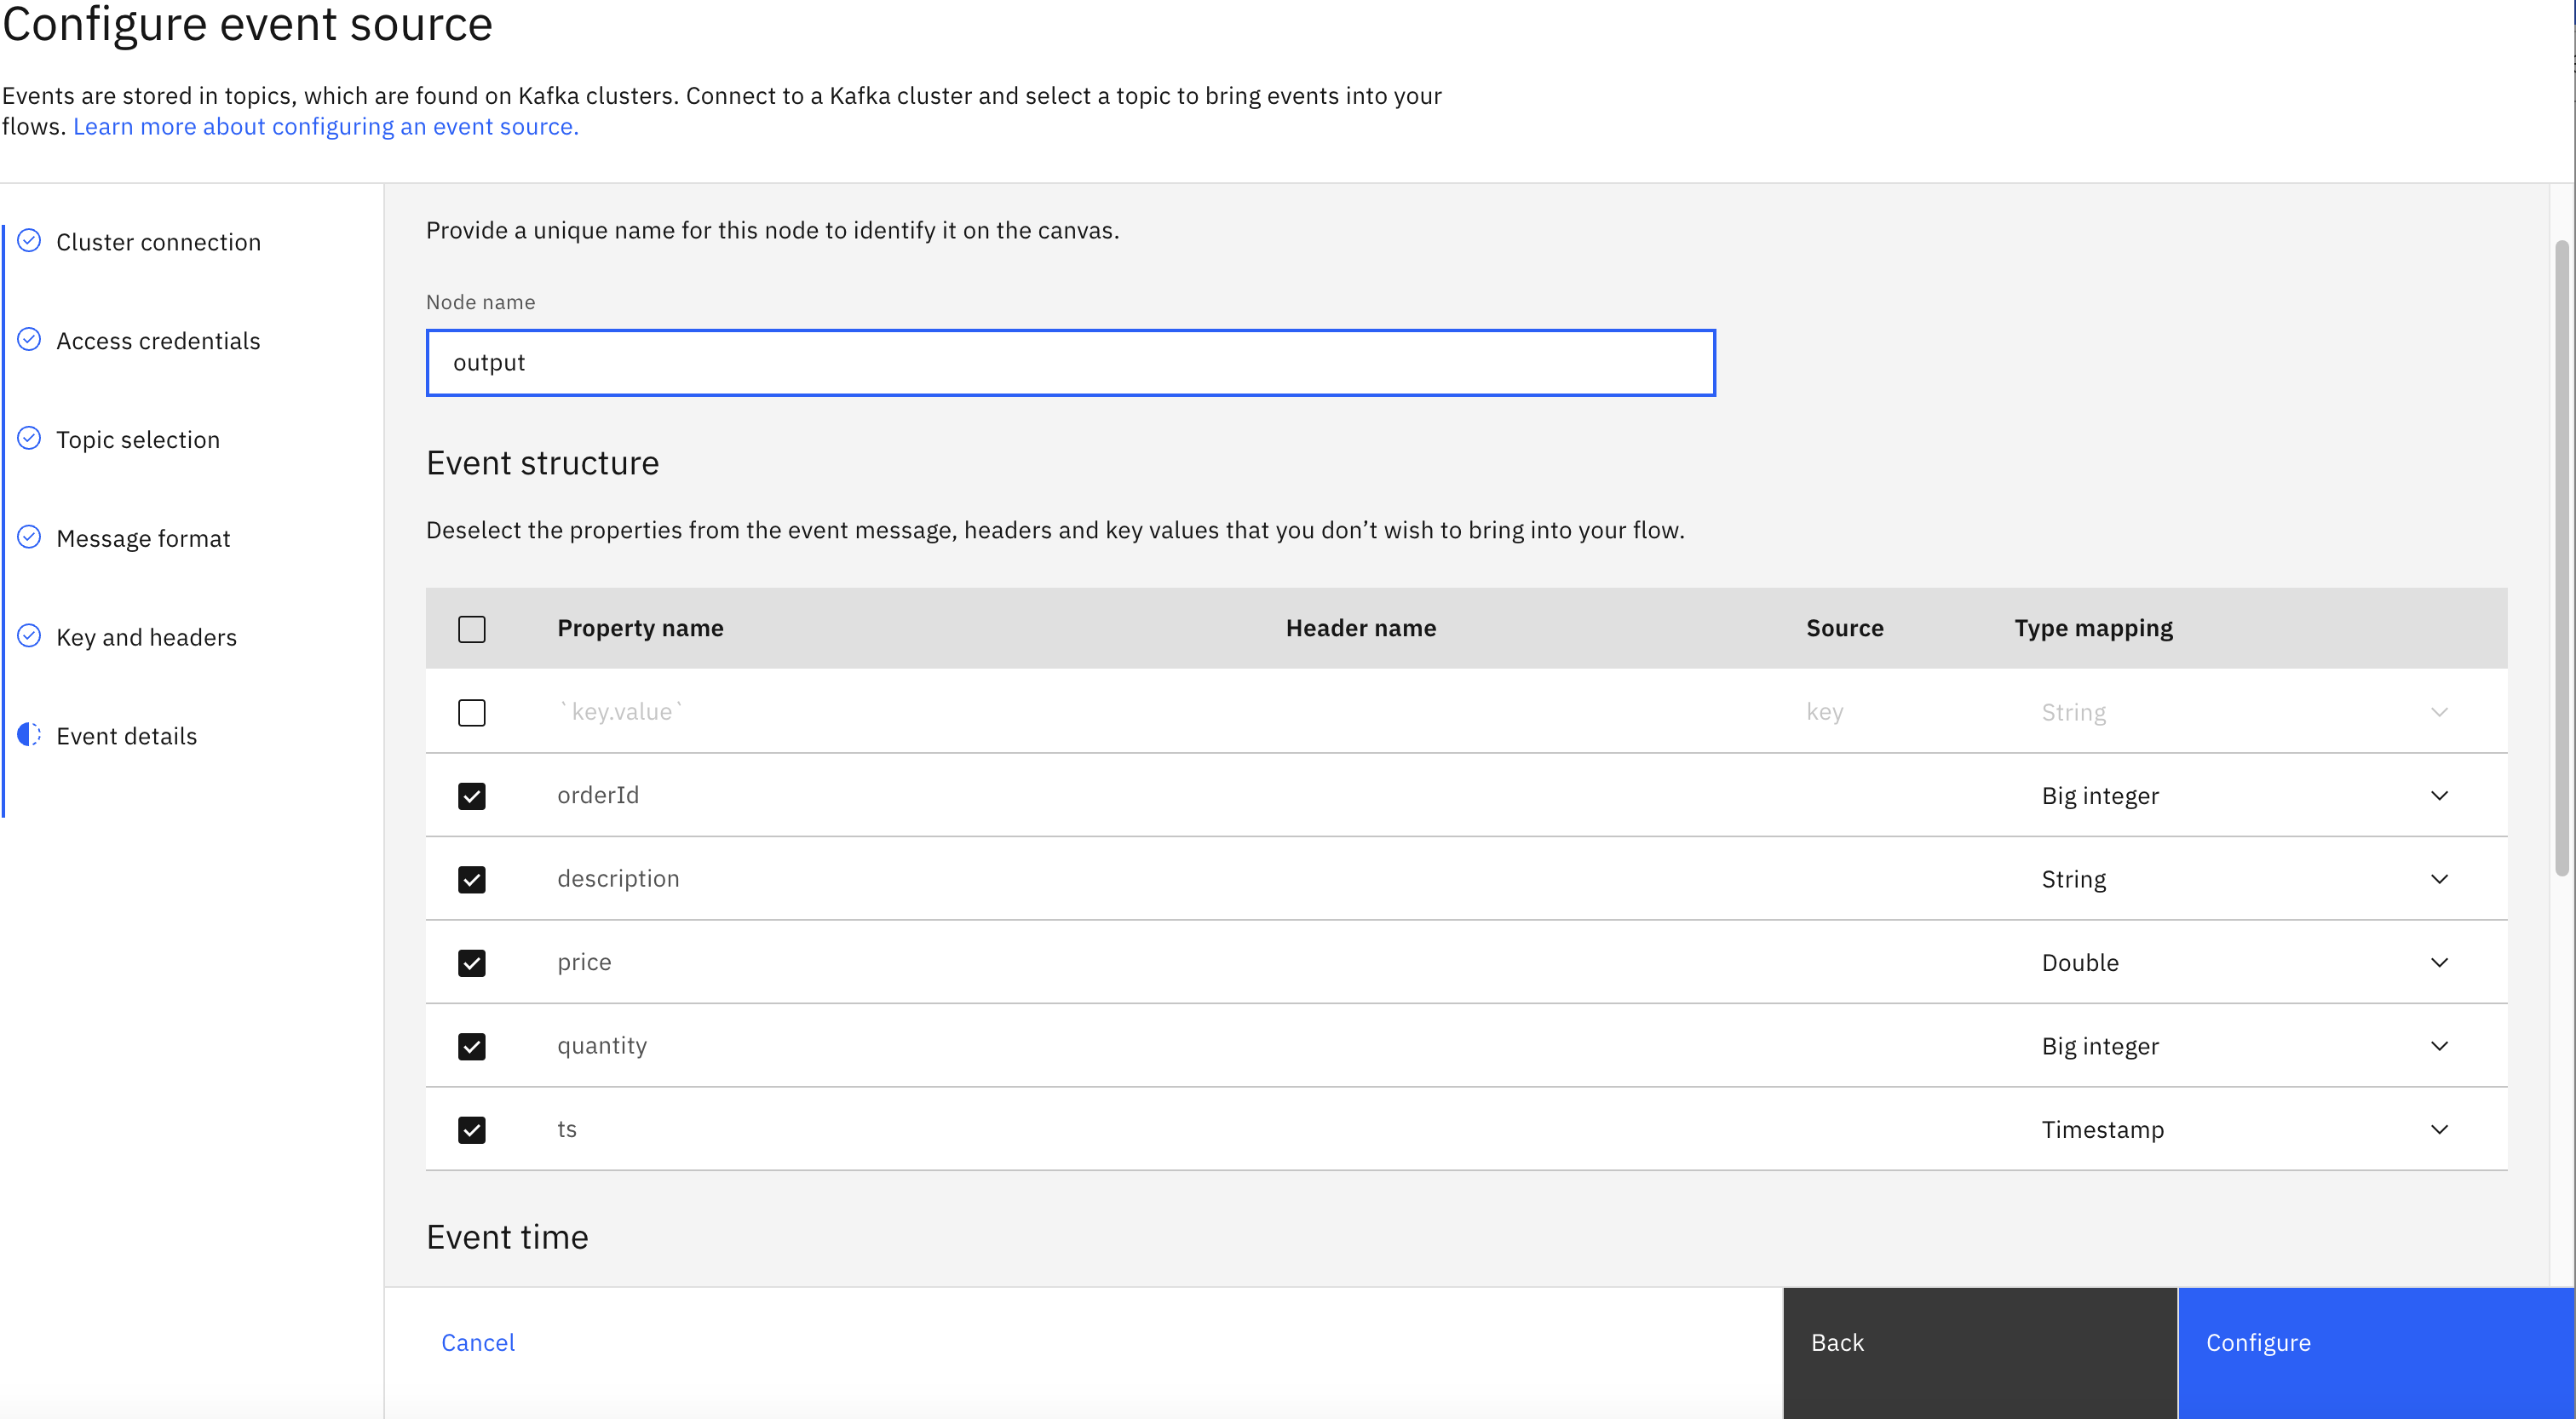 Configure event source
Events are stored in topics, which are found on Kafka clusters. Connect to a Kafka cluster and select a topic to bring events into your
flows. Learn more about configuring an event source.
Cluster connection
Access credentials
Topic selection
Message format
Key and headers
Event details
Provide a unique name for this node to identify it on the canvas.
Node name
output
Event structure
Deselect the properties from the event message, headers and key values that you don’t wish to bring into your flow.
Property name Header name Source Type mapping
`key.value` key String
orderId Big integer
description String
price Double
quantity Big integer
ts Timestamp
Event time
Cancel Back Configure